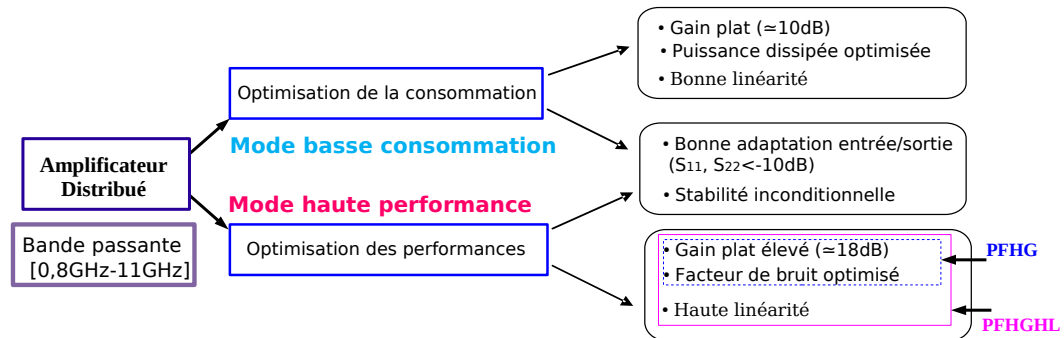 Amplificateur
Distribué
Bande passante
[0,8GHz-11GHz]
Optimisation de la consommation
Mode basse consommation
Mode haute performance
Optimisation des performances
• Gain plat (≃10dB)
• Puissance dissipée optimisée
• Bonne linéarité
• Bonne adaptation entrée/sortie
(S₁₁, S₂₂<-10dB)
• Stabilité inconditionnelle
• Gain plat élevé (≃18dB)
• Facteur de bruit optimisé
• Haute linéarité
PFHG
PFHGHL